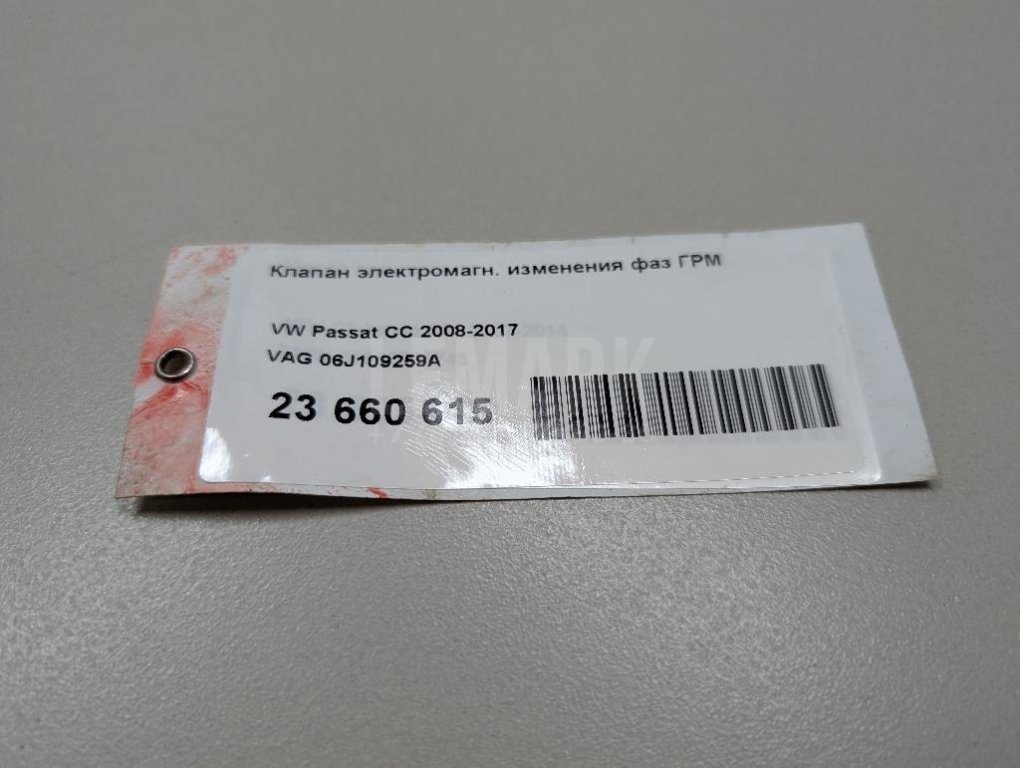 Клапан электромагн. изменения фаз ГРМ
VW Passat CC 2008-2017
VAG 06J109259A
23 660 615